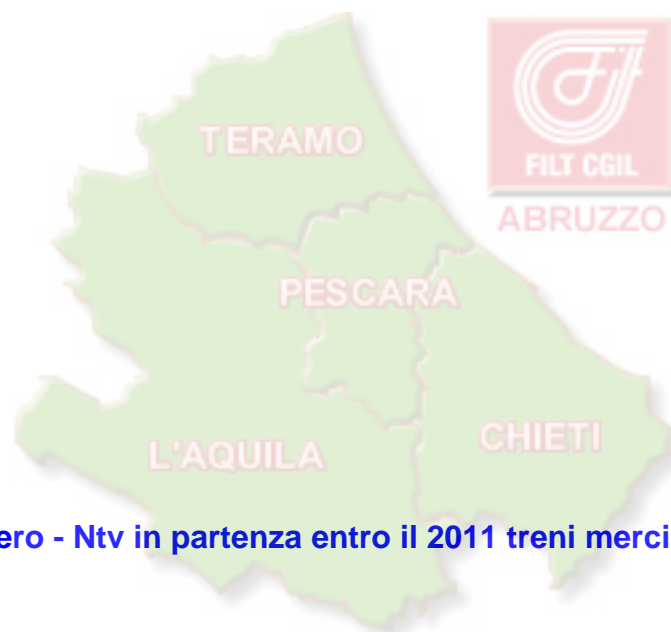 TERAMO
FILT CGIL
ABRUZZO
PESCARA
CHIETI
L'AQUILA
ero - Ntv in partenza entro il 2011 treni merci